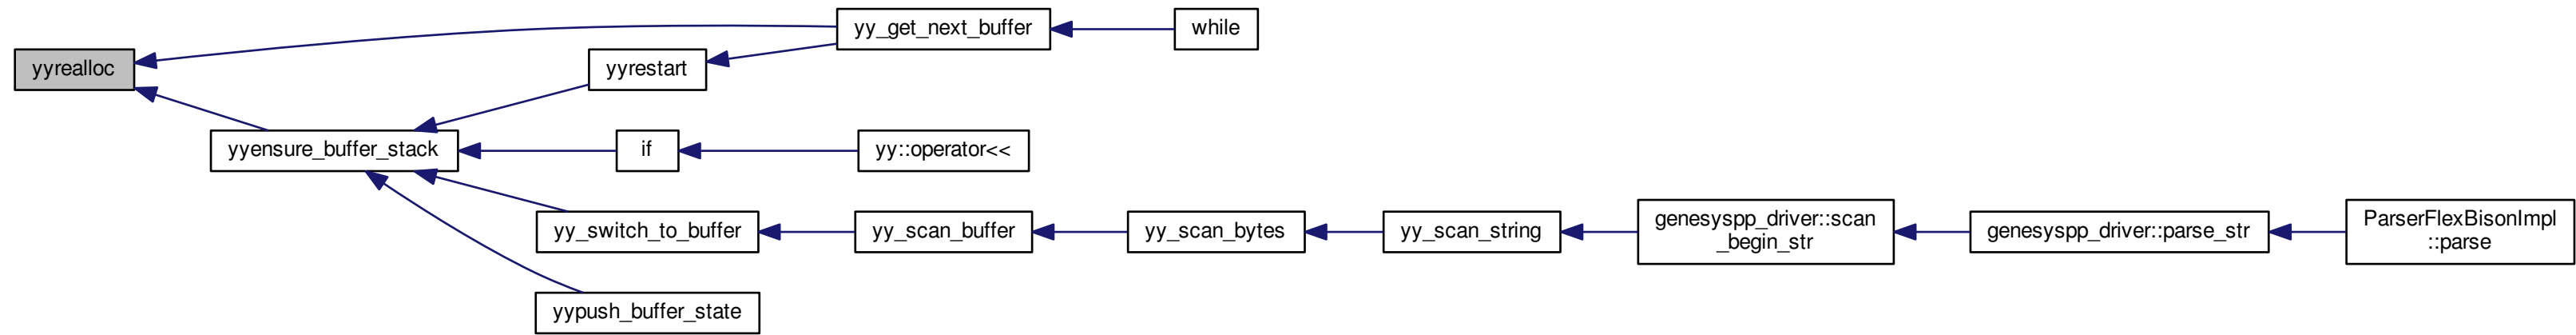 yy_get_next_buffer
while
yyrealloc
yyrestart
yyensure_buffer_stack
if
yy::operator<<
yy_switch_to_buffer
yy_scan_buffer
yy_scan_bytes
yy_scan_string
genesyspp_driver::scan
_begin_str
genesyspp_driver::parse_str
ParserFlexBisonImpl
::parse
yypush_buffer_state